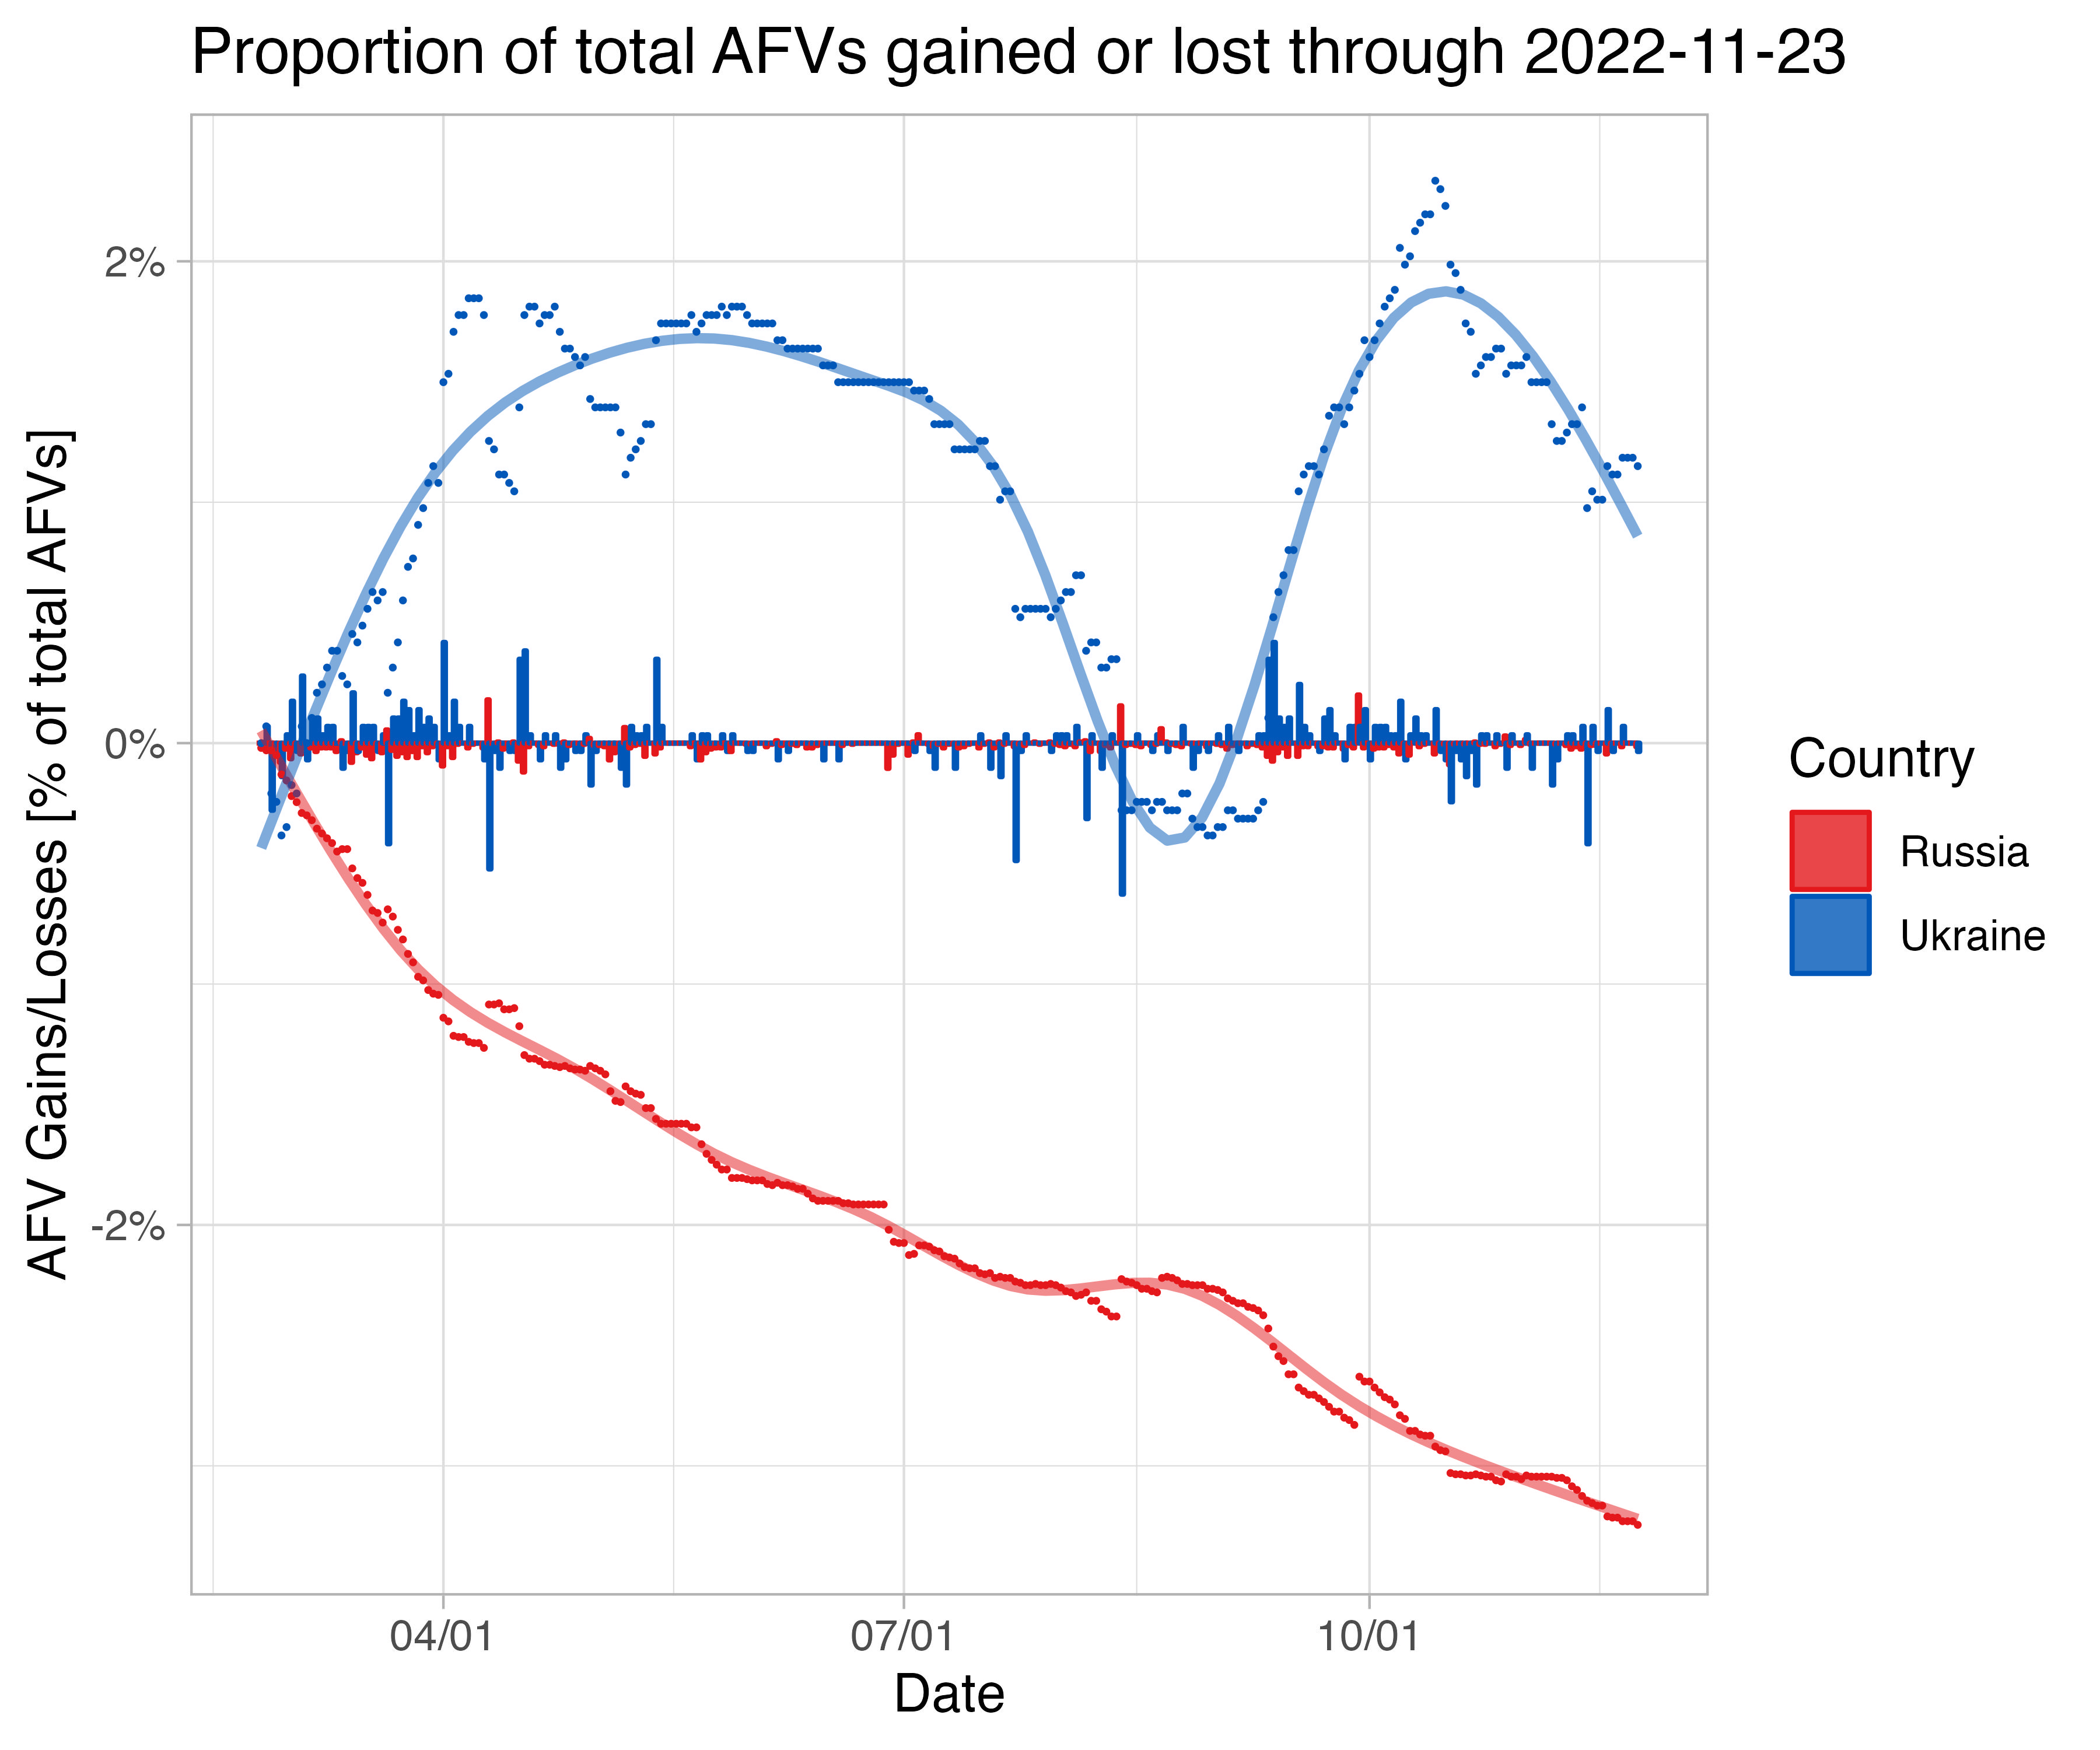 Proportion of total AFVs gained or lost through 2022-11-23
AFV Gains/Losses [% of total AFVs]
2%
0%
-2%
04/01
07/01
10/01
Date
Country
Russia
Ukraine